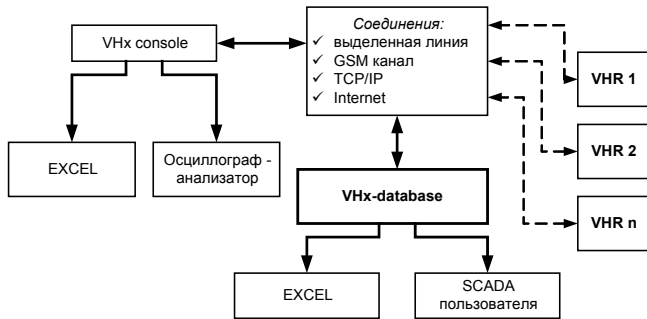 VHx console
Соединения:
✓ выделенная линия
✓ GSM канал
✓ TCP/IP
✓ Internet
VHR 1
VHR 2
VHR n
EXCEL
Осциллограф -
анализатор
VHx-database
EXCEL
SCADA
пользователя